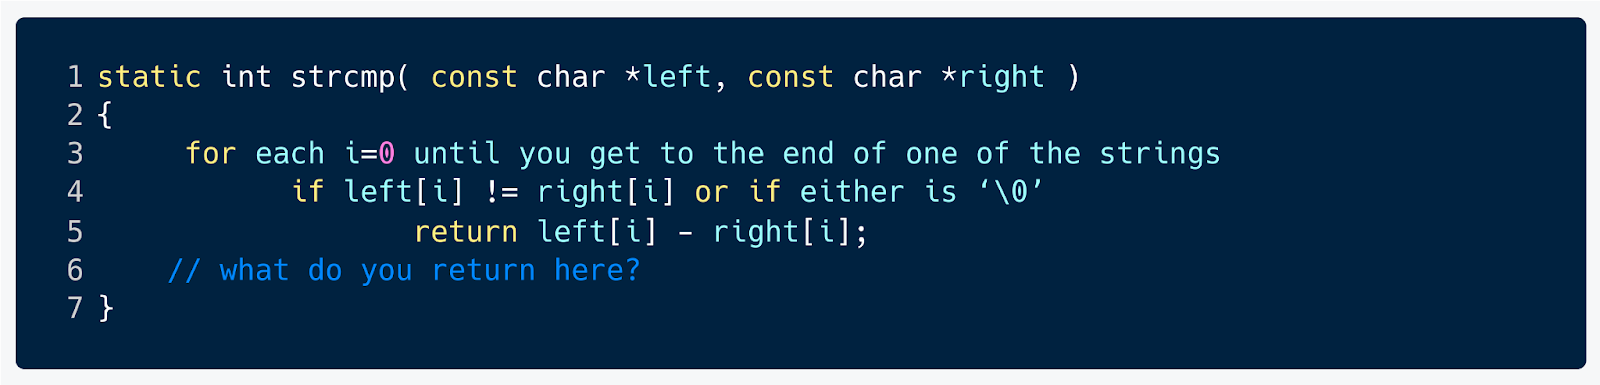 1 static int strcmp( const char *left, const char *right )
2 {
3 for each i=0 until you get to the end of one of the strings
4 if left[i] != right[i] or if either is ‘\0’
5 return left[i] - right[i];
6 // what do you return here?
7 }